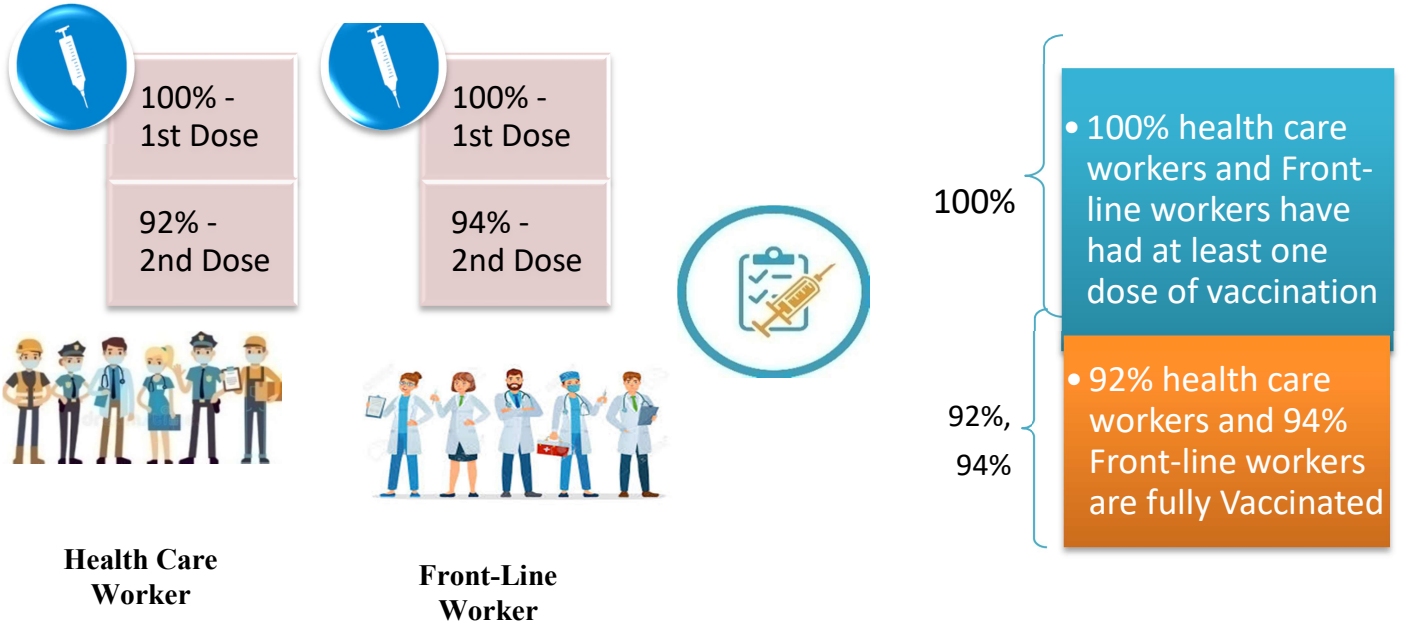 100% -
1st Dose
92% -
2nd Dose
Health Care
Worker
100% -
1st Dose
94% -
2nd Dose
Front-Line
Worker
100%
• 100% health care
workers and Front-
line workers have
had at least one
dose of vaccination
92%,
94%
• 92% health care
workers and 94%
Front-line workers
are fully Vaccinated